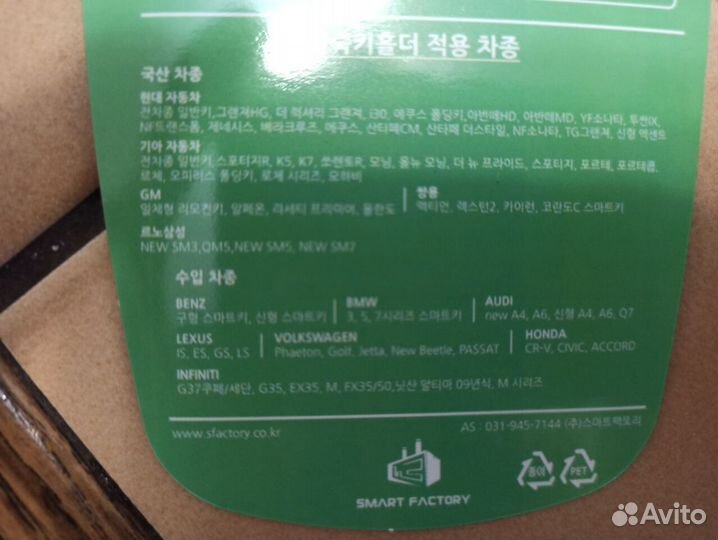 키홀더 적용 차종
국산 차종
현대 자동차
전차종 일반키, 그랜져HG, 더 럭셔리 그랜져, i30, 에쿠스 폴딩키, 아반떼HD, 아반떼MD, YF소나타, 투싼IX,
NF트랜스폼, 제네시스, 베라크루즈, 에쿠스, 산타페CM, 산타페 더스타일, NF소나타, TG그랜져, 신형 엑센트
기아 자동차
전차종 일반키, 스포티지R, K5, K7, 쏘렌토R, 모닝, 올뉴 모닝, 더 뉴 프라이드, 스포티지, 포르테, 포르테쿱,
로체, 오피러스 폴딩키, 로체 시리즈, 모하비
GM
일체형 리모컨키, 알페온, 라세티 프리미어, 올란도
쌍용
액티언, 렉스턴2, 카이런, 코란도C 스마트키
르노삼성
NEW SM3,QM5,NEW SM5, NEW SM7
수입 차종
BENZ
구형 스마트키, 신형 스마트키
BMW
3, 5, 7시리즈 스마트키
AUDI
new A4, A6, 신형 A4, A6, Q7
LEXUS
IS, ES, GS, LS
VOLKSWAGEN
Phaeton, Golf, Jetta, New Beetle, PASSAT
HONDA
CR-V, CIVIC, ACCORD
INFINITI
G37쿠페/세단, G35, EX35, M, FX35/50,닛산 알티마 09년식, M 시리즈
www.sfactory.co.kr
AS : 031-945-7144 (주)스마트팩토리
SMART FACTORY
종이
PET
Avito